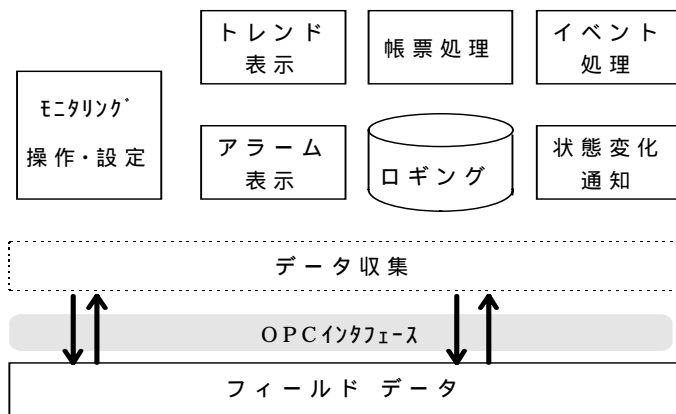 トレンド
表示
帳票処理
イベント
処理
ﾓﾆﾀﾘﾝｸﾞ
操作・設定
アラーム
表示
ロギング
状態変化
通知
データ収集
OPCｲﾝﾀﾌｪｰｽ
フィールド データ